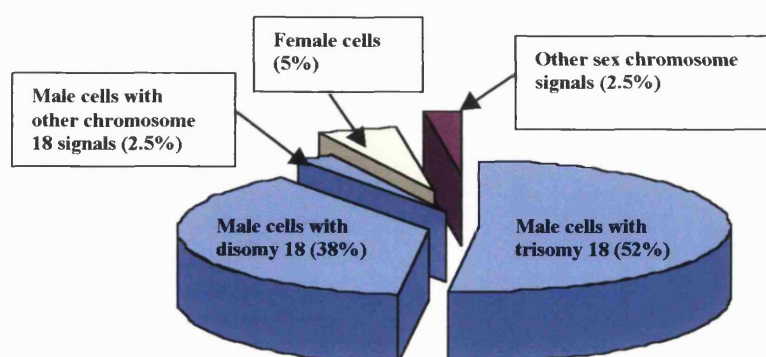 Female cells
(5%)
Other sex chromosome
signals (2.5%)
Male cells with
other chromosome
18 signals (2.5%)
Male cells with
disomy 18 (38%)
Male cells with
trisomy 18 (52%)